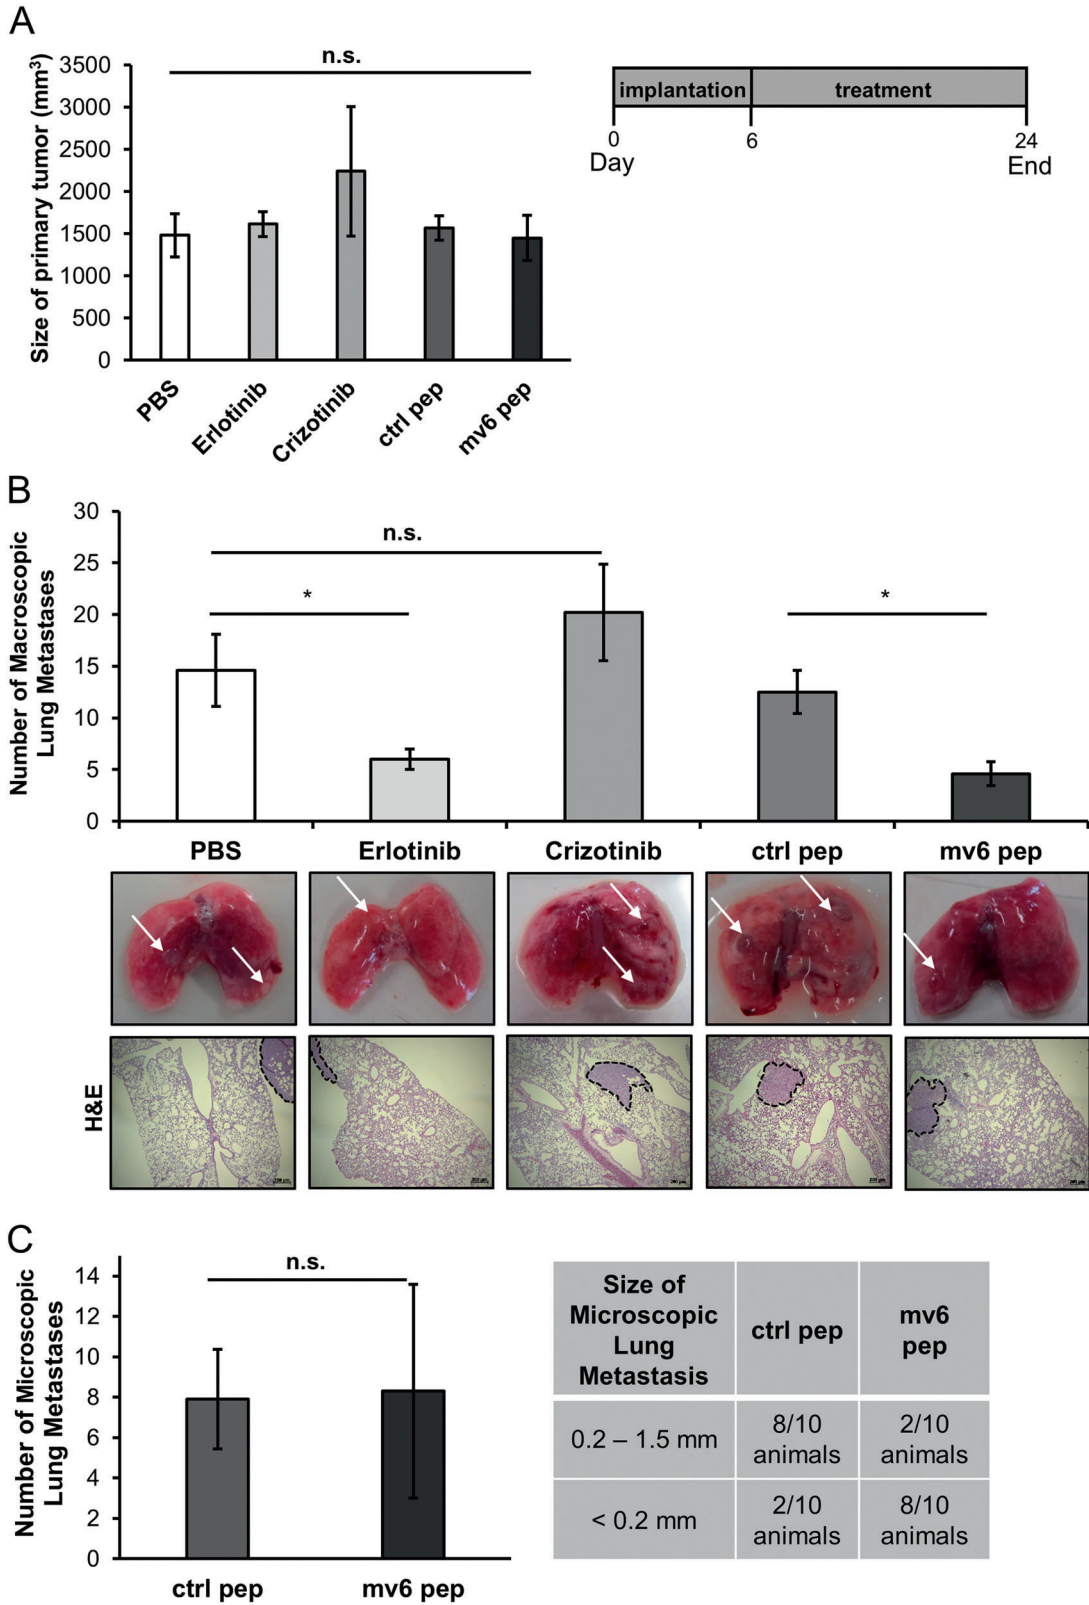 A
n.s.
Size of primary tumor (mm³)
3500
3000
2500
2000
1500
1000
500
0
PBS
Erlotinib
Crizotinib
ctrl pep
mv6 pep
implantation
treatment
0
6
24
Day
End
B
Number of Macroscopic
Lung Metastases
30
25
20
15
10
5
0
n.s.
*
*
PBS
Erlotinib
Crizotinib
ctrl pep
mv6 pep
H&E
C
Number of Microscopic
Lung Metastases
14
12
10
8
6
4
2
0
n.s.
ctrl pep
mv6 pep
Size of
Microscopic
Lung
Metastasis
ctrl pep
mv6
pep
0.2 – 1.5 mm
8/10
animals
2/10
animals
< 0.2 mm
2/10
animals
8/10
animals